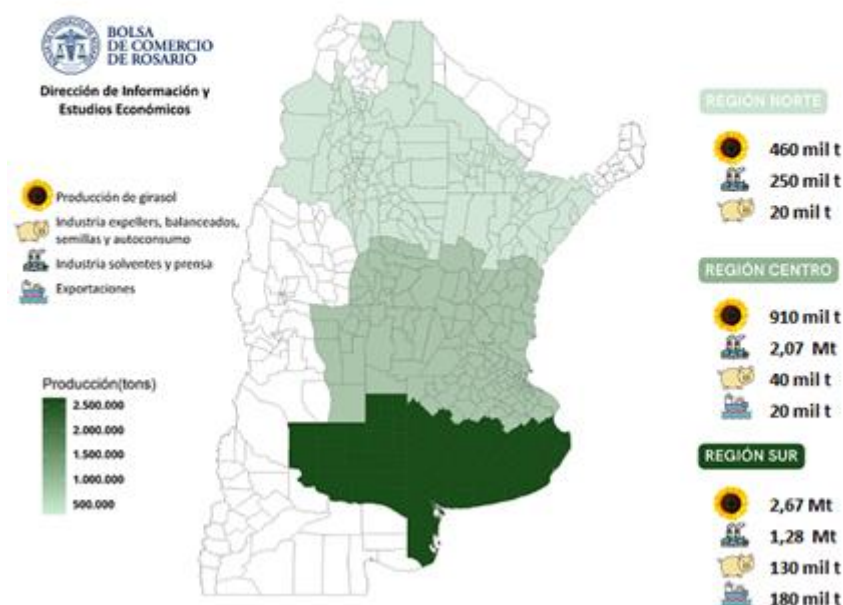 BOLSA
DE COMERCIO
DE ROSARIO
Dirección de Información y
Estudios Económicos
Producción de girasol
Industria expellers, balanceados,
semillas y autoconsumo
Industria solventes y prensa
Exportaciones
Producción(tons)
2.500.000
2.000.000
1.500.000
1.000.000
500.000
REGIÓN NORTE
460 mil t
250 mil t
20 mil t
REGIÓN CENTRO
910 mil t
2,07 Mt
40 mil t
20 mil t
REGIÓN SUR
2,67 Mt
1,28 Mt
130 mil t
180 mil t